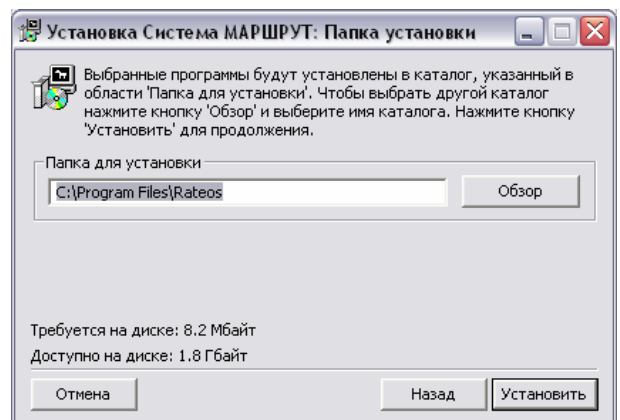 Установка Система МАРШРУТ: Папка установки
Выбранные программы будут установлены в каталог, указанный в
области 'Папка для установки'. Чтобы выбрать другой каталог
нажмите кнопку 'Обзор' и выберите имя каталога. Нажмите кнопку
'Установить' для продолжения.
Папка для установки
C:\Program Files\Rateos
Обзор
Требуется на диске: 8.2 Мбайт
Доступно на диске: 1.8 Гбайт
Отмена
Назад
Установить